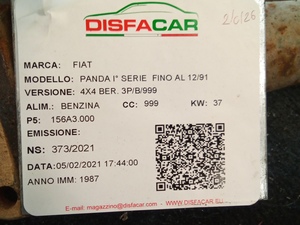 DISFACAR
2/C/26
MARCA: FIAT
MODELLO: PANDA I° SERIE FINO AL 12/91
VERSIONE: 4X4 BER. 3P/B/999
ALIM.: BENZINA CC: 999 KW: 37
P5: 156A3.000
EMISSIONE:
NS: 373/2021
DATA:05/02/2021 17:44:00
ANNO IMM: 1987
E-mail: magazzino@disfacar.com
WWW.DISFACAR.EU